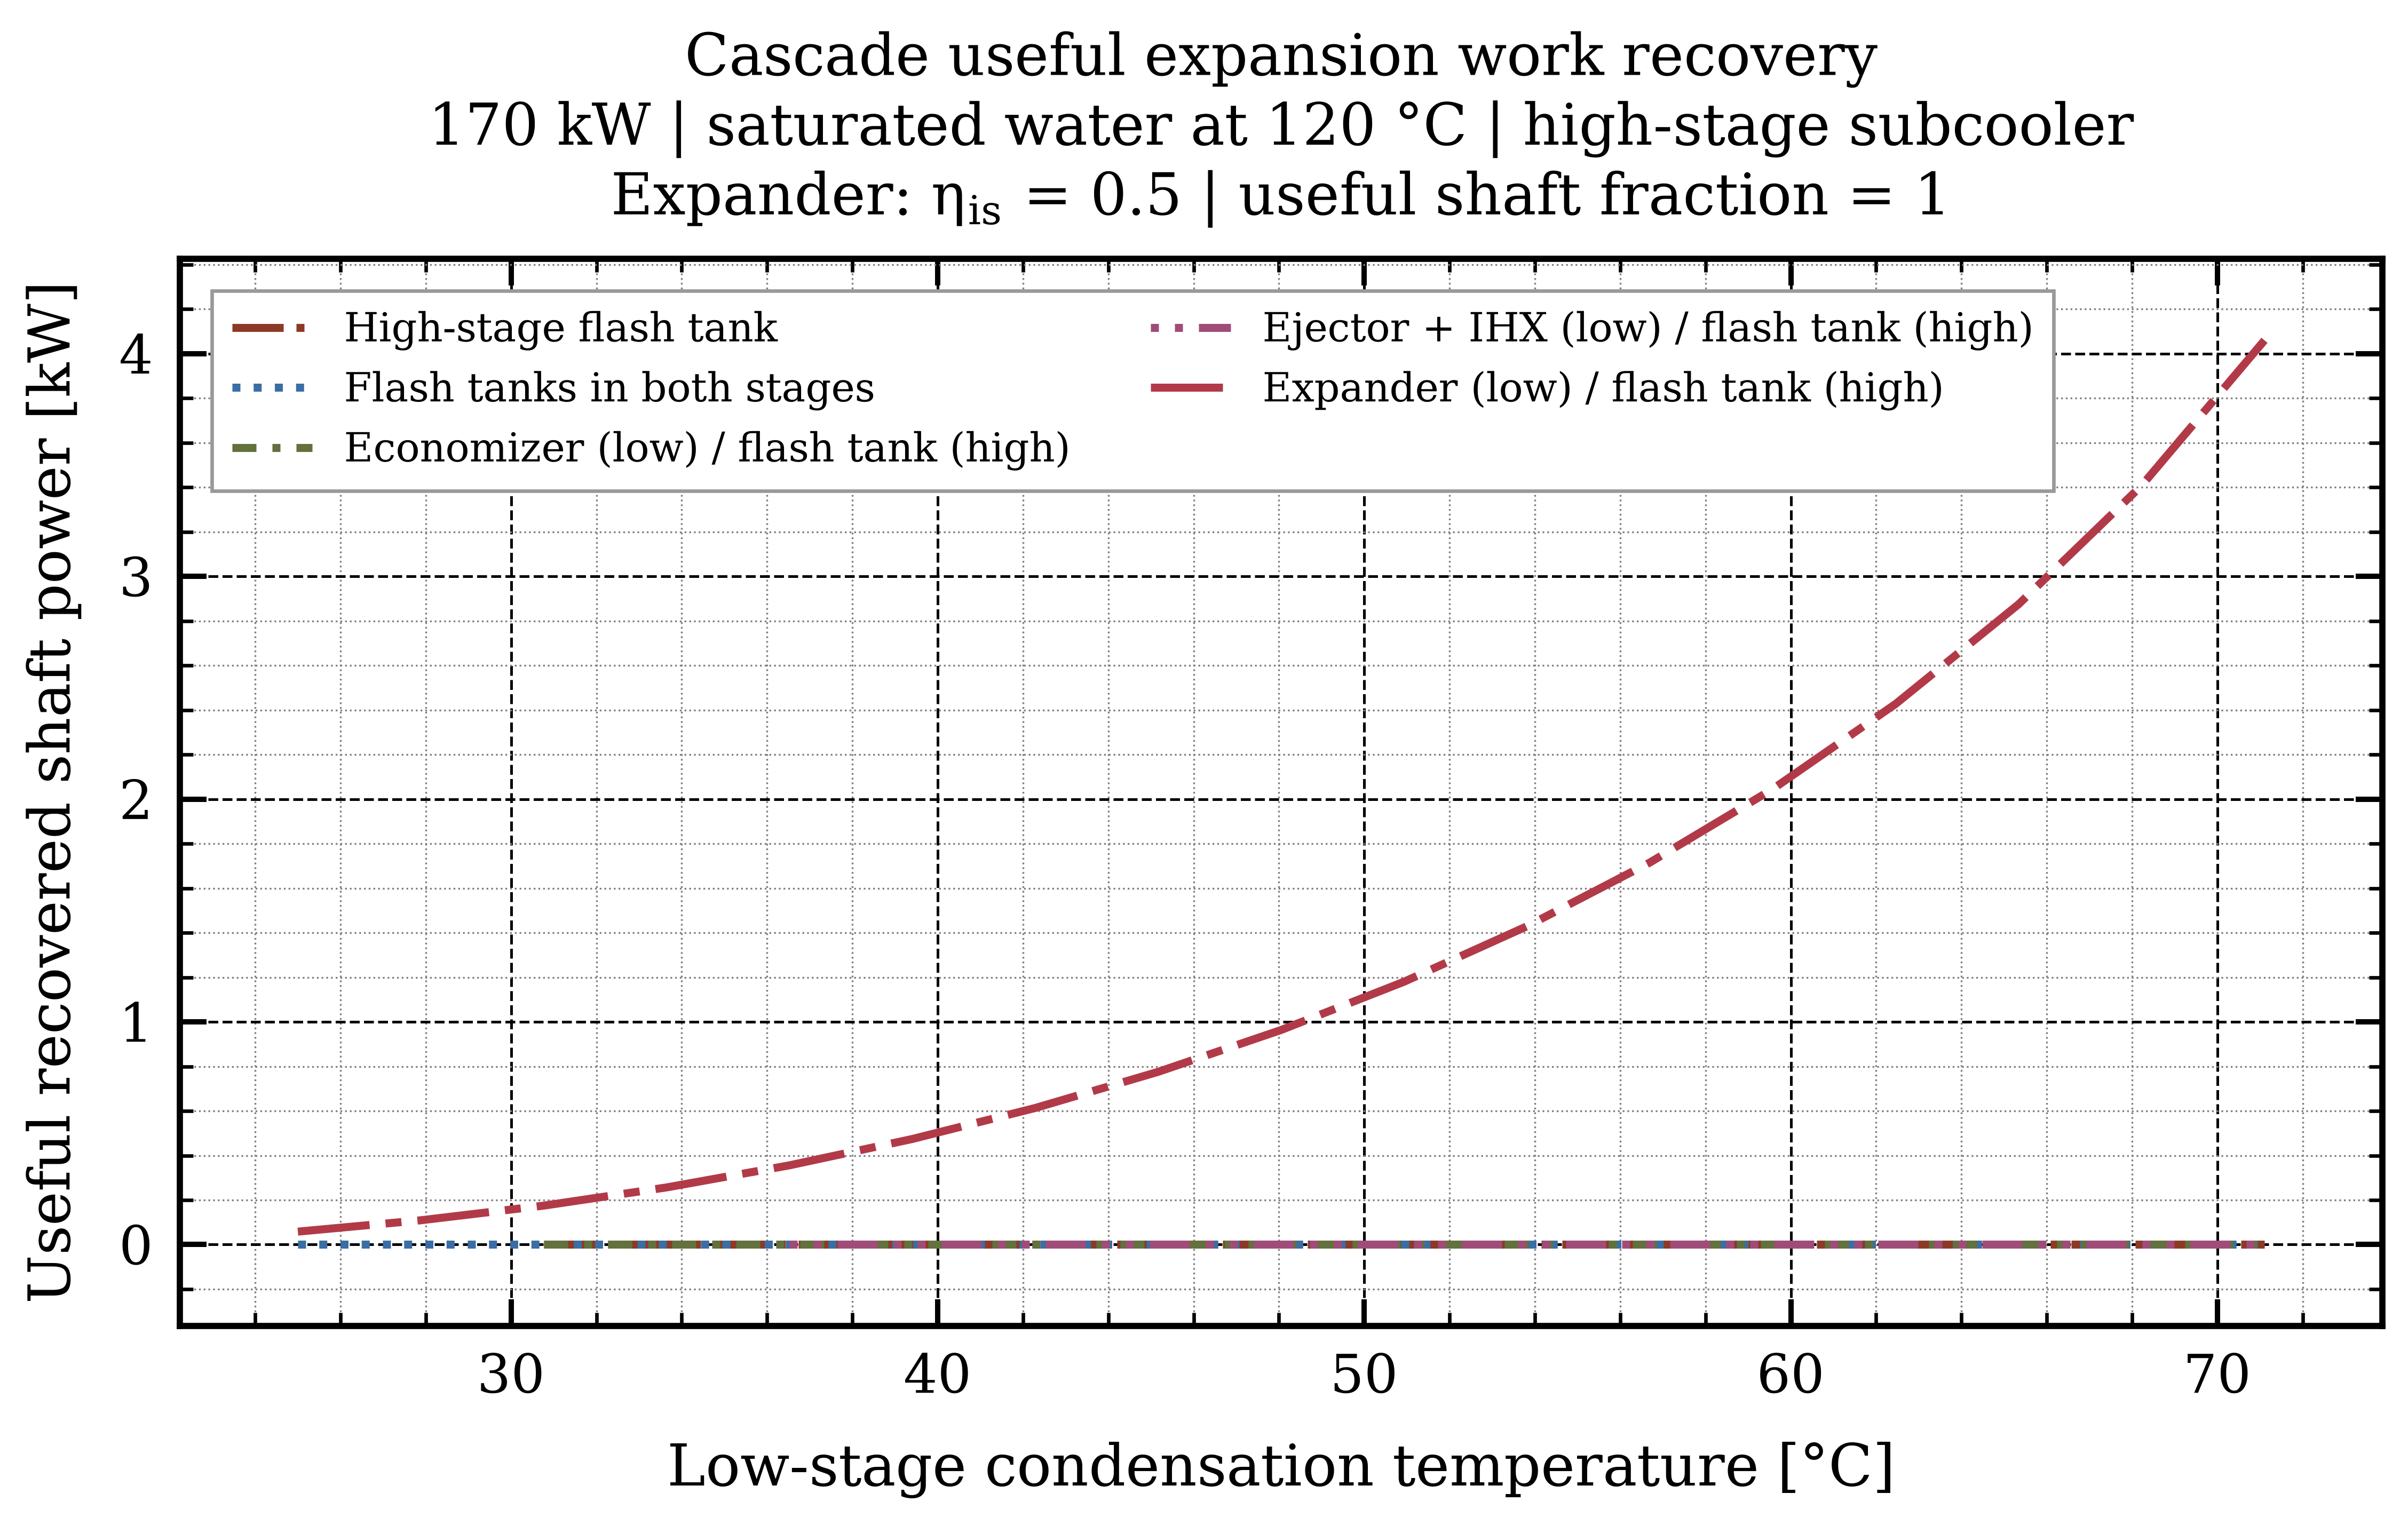 Cascade useful expansion work recovery
170 kW | saturated water at 120 °C | high-stage subcooler
Expander: ηis = 0.5 | useful shaft fraction = 1
Useful recovered shaft power [kW]
4
3
2
1
0
High-stage flash tank
Flash tanks in both stages
Economizer (low) / flash tank (high)
Ejector + IHX (low) / flash tank (high)
Expander (low) / flash tank (high)
30 40 50 60 70
Low-stage condensation temperature [°C]